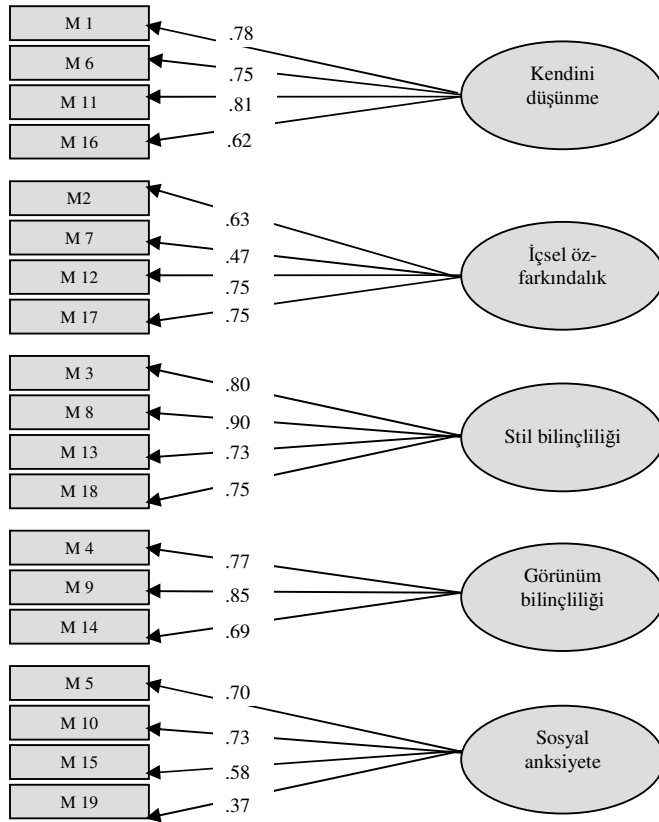 M 1
.78
M 6
.75
M 11
.81
M 16
.62
Kendini
düşünme
M2
.63
M 7
.47
M 12
.75
M 17
.75
İçsel öz-
farkındalık
M 3
.80
M 8
.90
M 13
.73
M 18
.75
Stil bilinçliliği
M 4
.77
M 9
.85
M 14
.69
Görünüm
bilinçliliği
M 5
.70
M 10
.73
M 15
.58
M 19
.37
Sosyal
anksiyete